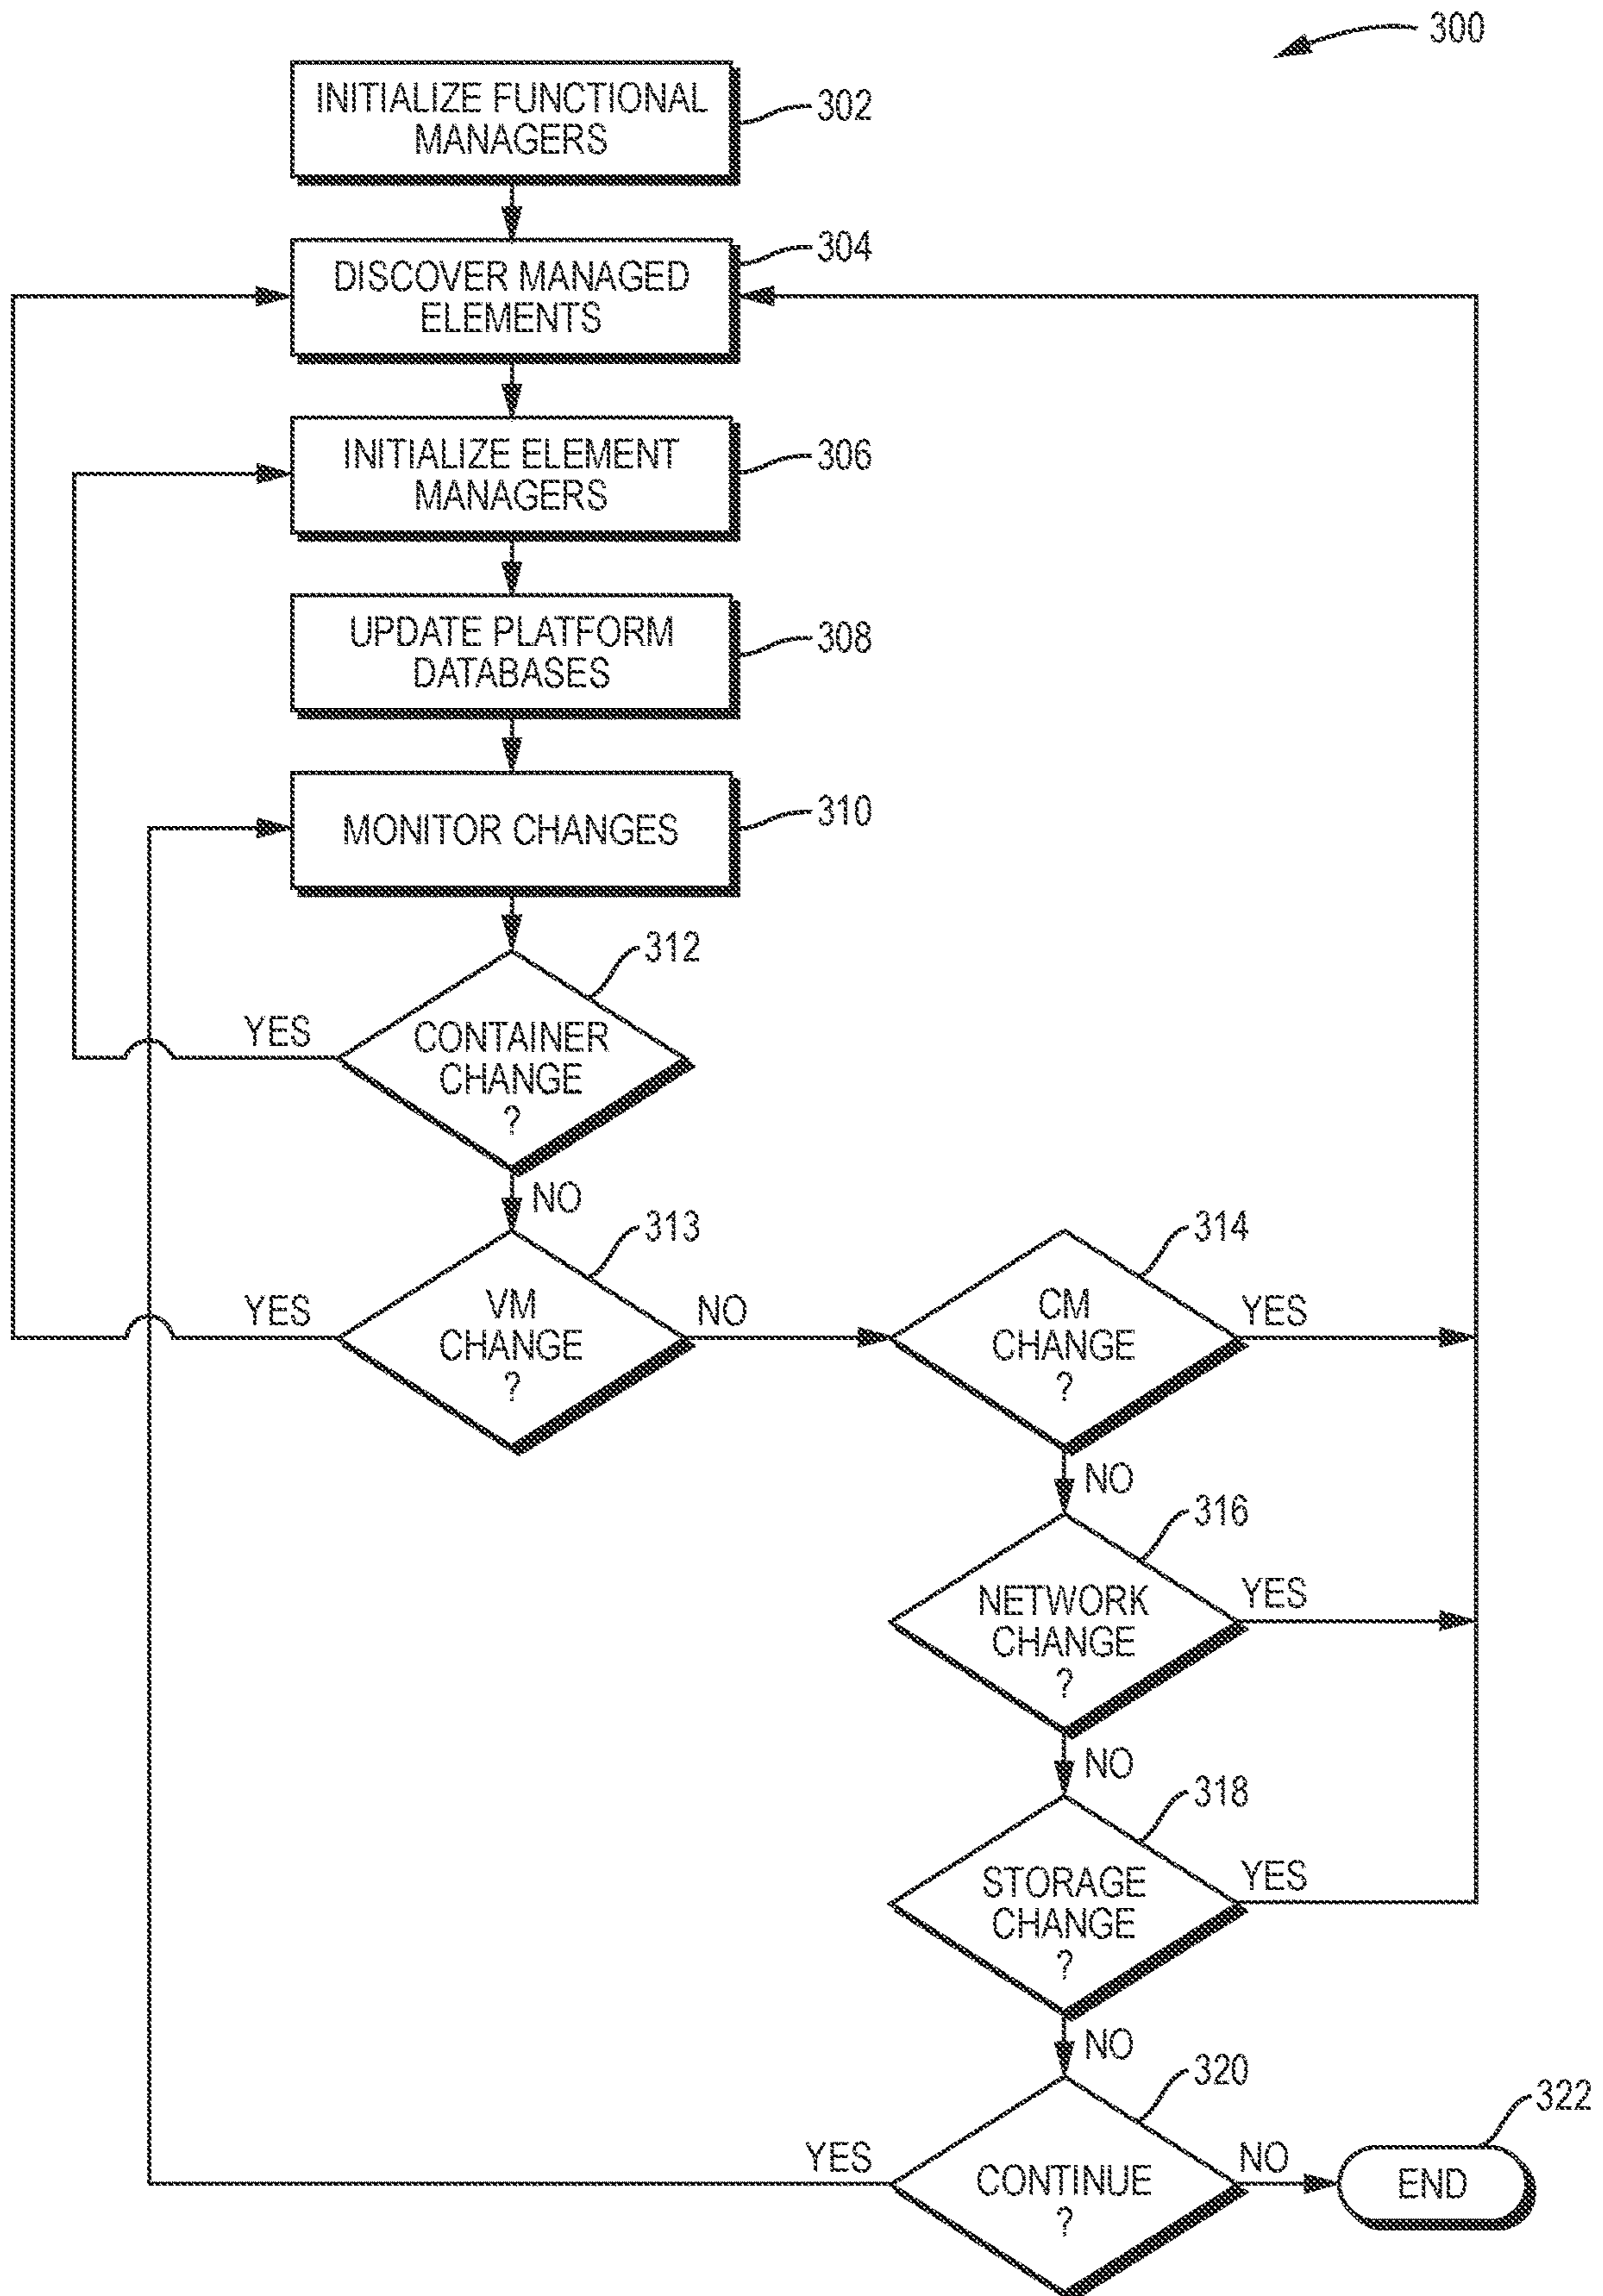 300
INITIALIZE FUNCTIONAL
MANAGERS
302
DISCOVER MANAGED
ELEMENTS
304
INITIALIZE ELEMENT
MANAGERS
306
UPDATE PLATFORM
DATABASES
308
MONITOR CHANGES
310
312
YES
CONTAINER
CHANGE
?
NO
313
YES
VM
CHANGE
?
NO
314
CM
CHANGE
?
YES
NO
316
NETWORK
CHANGE
?
YES
NO
318
STORAGE
CHANGE
?
YES
NO
320
YES
CONTINUE
?
NO
322
END